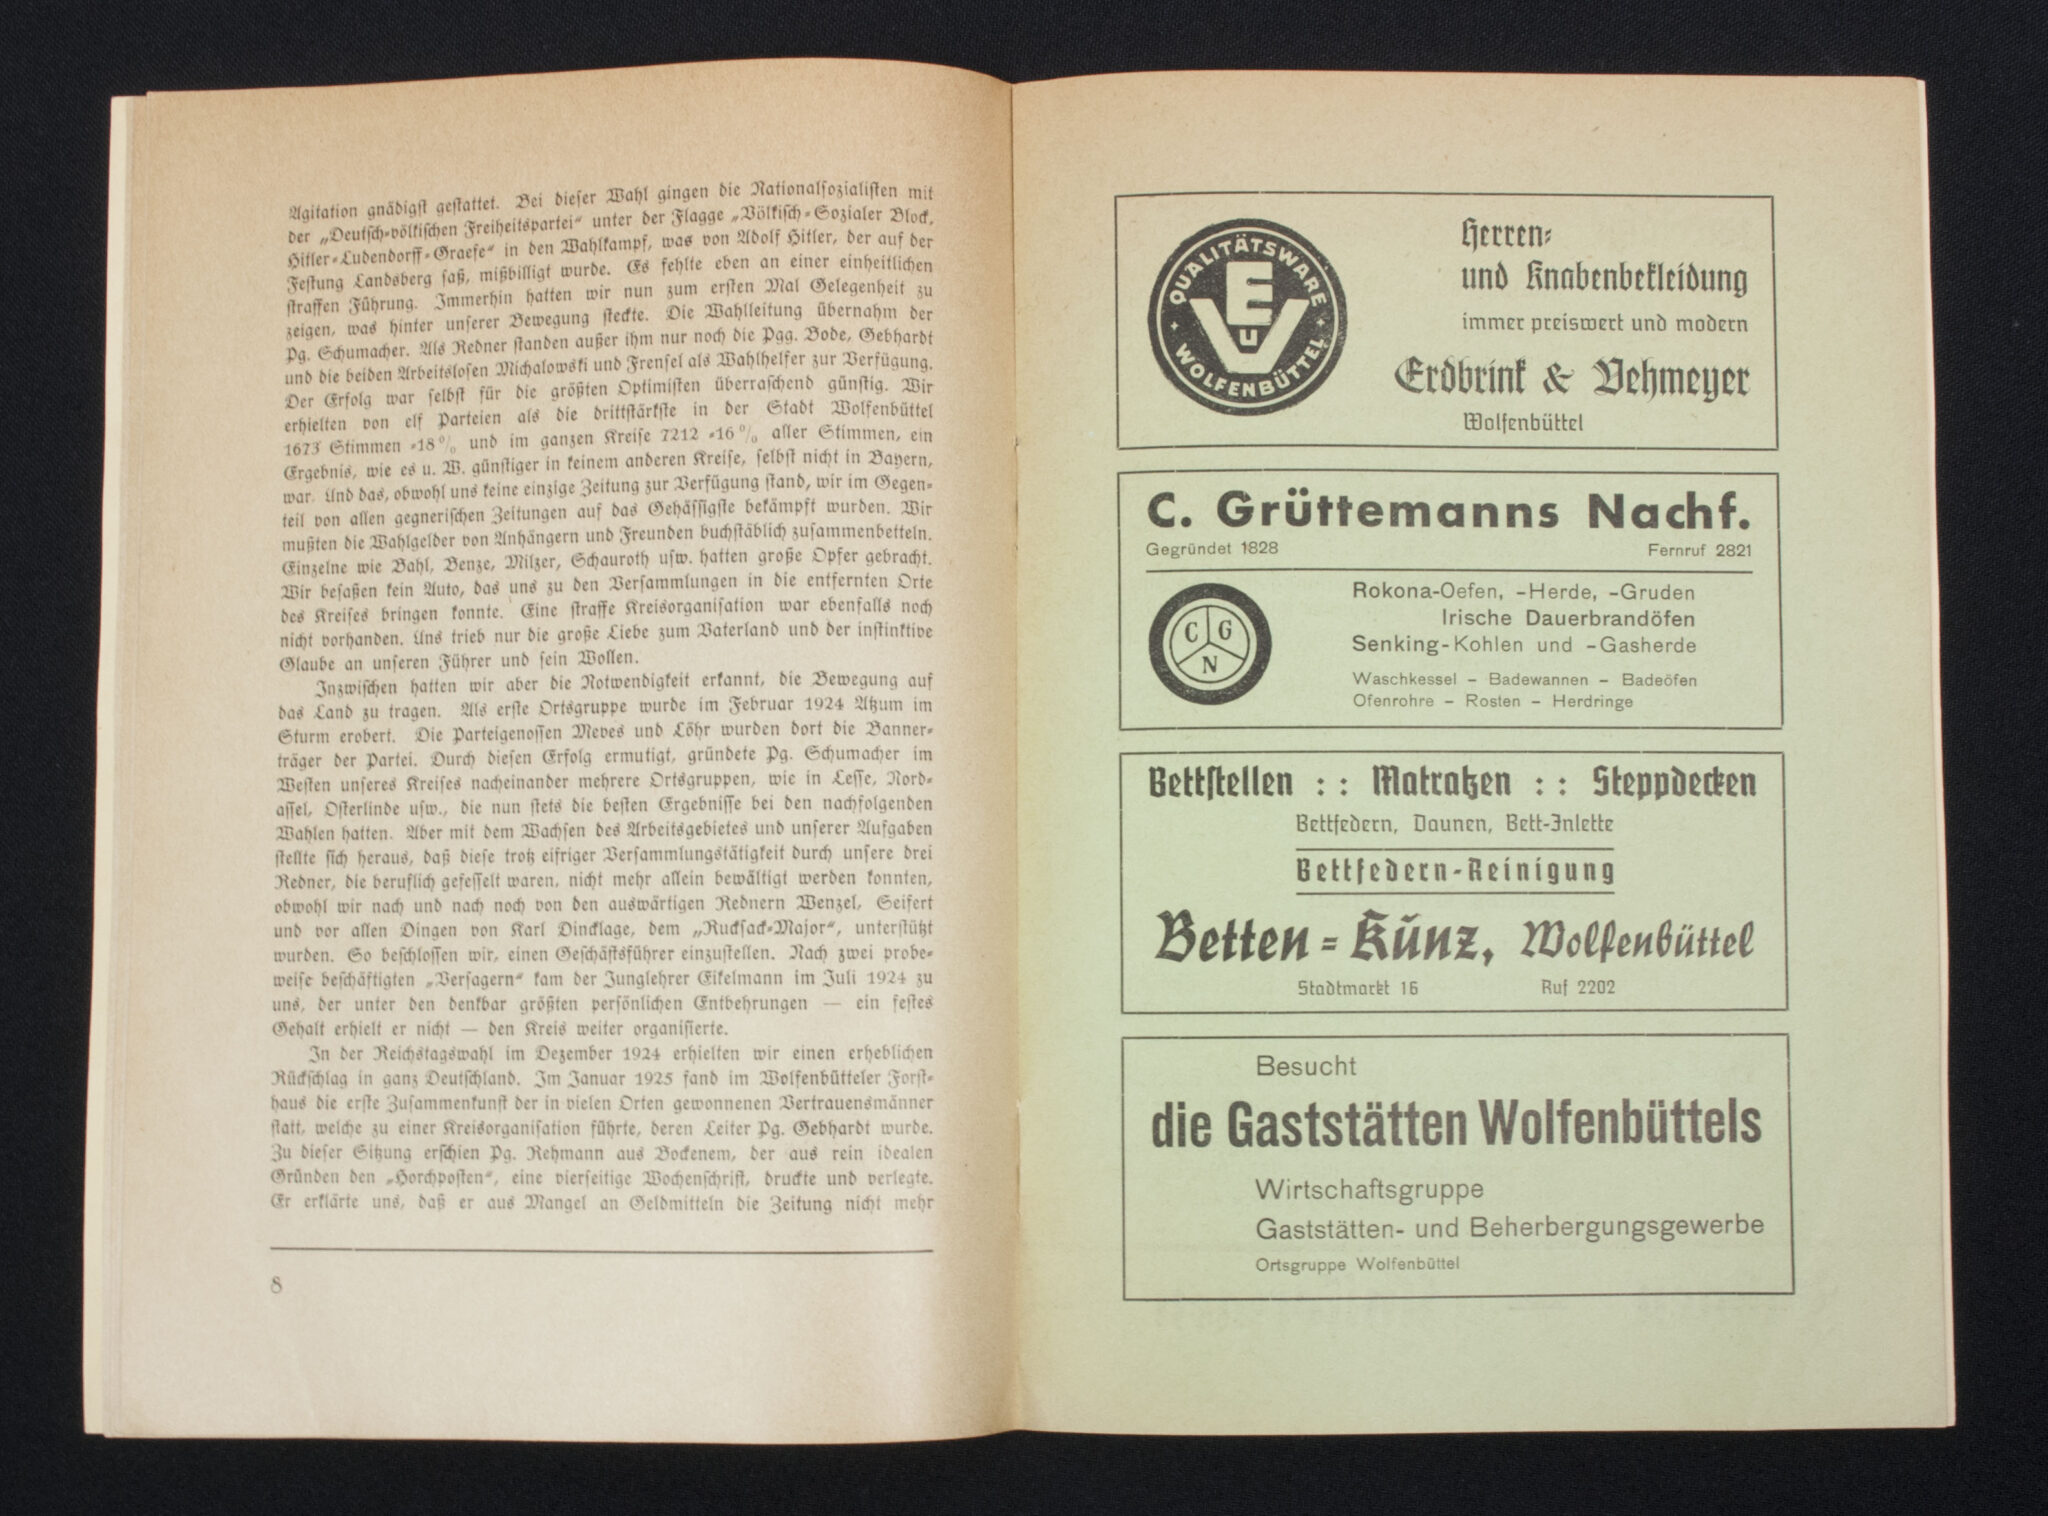 Agitation gnädigst gestattet. Bei dieser Wahl gingen die Nationalsozialisten mit
der „Deutsch-völkischen Freiheitspartei“ unter der Flagge „Völkisch-Sozialer Block,
Hitler-Ludendorff-Graefe“ in den Wahlkampf, was von Adolf Hitler, der auf der
Festung Landsberg saß, mißbilligt wurde. Es fehlte eben an einer einheitlichen
straffen Führung. Immerhin hatten wir nun zum ersten Mal Gelegenheit zu
zeigen, was hinter unserer Bewegung steckte. Die Wahlleitung übernahm der
Pg. Schumacher. Als Redner standen außer ihm nur noch die Pgg. Bode, Gebhardt
und die beiden Arbeitslosen Michalowski und Frensel als Wahlhelfer zur Verfügung.
Der Erfolg war selbst für die größten Optimisten überraschend günstig. Wir
erhielten von elf Parteien als die drittstärkste in der Stadt Wolfenbüttel
1673 Stimmen =18% und im ganzen Kreise 7212 =16% aller Stimmen, ein
Ergebnis, wie es u. W. günstiger in keinem anderen Kreise, selbst nicht in Bayern,
war. Und das, obwohl uns keine einzige Zeitung zur Verfügung stand, wir im Gegen-
teil von allen gegnerischen Zeitungen auf das Gehässigste bekämpft wurden. Wir
mußten die Wahlgelder von Anhängern und Freunden buchstäblich zusammenbetteln.
Einzelne wie Bahl, Benze, Milzer, Schauroth usw. hatten große Opfer gebracht.
Wir besaßen kein Auto, das uns zu den Versammlungen in die entfernten Orte
des Kreises bringen konnte. Eine straffe Kreisorganisation war ebenfalls noch
nicht vorhanden. Uns trieb nur die große Liebe zum Vaterland und der instinktive
Glaube an unseren Führer und sein Wollen.
Inzwischen hatten wir aber die Notwendigkeit erkannt, die Bewegung auf
das Land zu tragen. Als erste Ortsgruppe wurde im Februar 1924 Atzum im
Sturm erobert. Die Parteigenossen Meves und Löhr wurden dort die Banner-
träger der Partei. Durch diesen Erfolg ermutigt, gründete Pg. Schumacher im
Westen unseres Kreises nacheinander mehrere Ortsgruppen, wie in Lesse, Nord-
assel, Osterlinde usw., die nun stets die besten Ergebnisse bei den nachfolgenden
Wahlen hatten. Aber mit dem Wachsen des Arbeitsgebietes und unserer Aufgaben
stellte sich heraus, daß diese trotz eifriger Versammlungstätigkeit durch unsere drei
Redner, die beruflich gefesselt waren, nicht mehr allein bewältigt werden konnten,
obwohl wir nach und nach noch von den auswärtigen Rednern Wenzel, Seifert
und vor allen Dingen von Karl Dincklage, dem „Rucksack-Major“, unterstützt
wurden. So beschlossen wir, einen Geschäftsführer einzustellen. Nach zwei probe-
weise beschäftigten „Versagern“ kam der Junglehrer Eikelmann im Juli 1924 zu
uns, der unter den denkbar größten persönlichen Entbehrungen — ein festes
Gehalt erhielt er nicht — den Kreis weiter organisierte.
In der Reichstagswahl im Dezember 1924 erhielten wir einen erheblichen
Rückschlag in ganz Deutschland. Im Januar 1925 fand im Wolfenbütteler Forst-
haus die erste Zusammenkunft der in vielen Orten gewonnenen Vertrauensmänner
statt, welche zu einer Kreisorganisation führte, deren Leiter Pg. Gebhardt wurde.
Zu dieser Sitzung erschien Pg. Rehmann aus Bockenem, der aus rein idealen
Gründen den „Horchposten“, eine vierseitige Wochenschrift, druckte und verlegte.
Er erklärte uns, daß er aus Mangel an Geldmitteln die Zeitung nicht mehr
8
QUALITÄTSWARE
E
u
V
WOLFENBÜTTEL
Herren-
und Knabenbekleidung
immer preiswert und modern
Erdbrink & Vehmeyer
Wolfenbüttel
C. Grüttemanns Nachf.
Gegründet 1828 Fernruf 2821
C G
N
Rokona-Oefen, -Herde, -Gruden
Irische Dauerbrandöfen
Senking-Kohlen und -Gasherde
Waschkessel - Badewannen - Badeöfen
Ofenrohre - Rosten - Herdringe
Bettstellen :: Matratzen :: Steppdecken
Bettfedern, Daunen, Bett-Inlette
Bettfedern-Reinigung
Betten-Kunz, Wolfenbüttel
Stadtmarkt 16 Ruf 2202
Besucht
die Gaststätten Wolfenbüttels
Wirtschaftsgruppe
Gaststätten- und Beherbergungsgewerbe
Ortsgruppe Wolfenbüttel